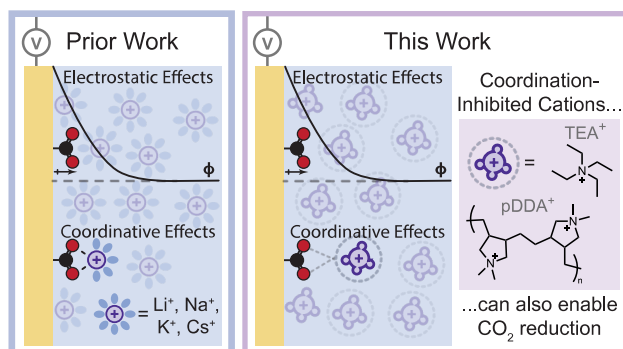 V
Prior Work
Electrostatic Effects
ϕ
Coordinative Effects
= Li⁺, Na⁺,
K⁺, Cs⁺
V
This Work
Electrostatic Effects
ϕ
Coordinative Effects
Coordination-
Inhibited Cations...
TEA⁺
=
N
+
pDDA⁺
N
+
N
+
n
...can also enable
CO₂ reduction